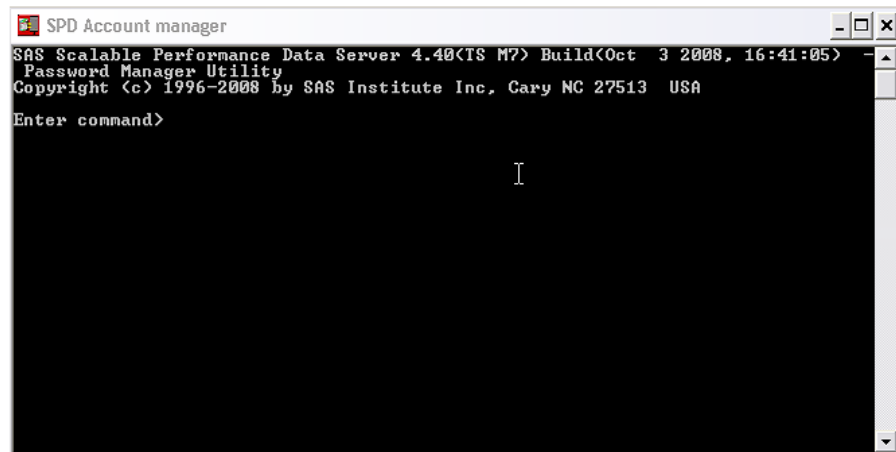 SPD Account manager
SAS Scalable Performance Data Server 4.40(TS M7) Build(Oct  3 2008, 16:41:05)  -
 Password Manager Utility
Copyright (c) 1996-2008 by SAS Institute Inc, Cary NC 27513  USA
Enter command>